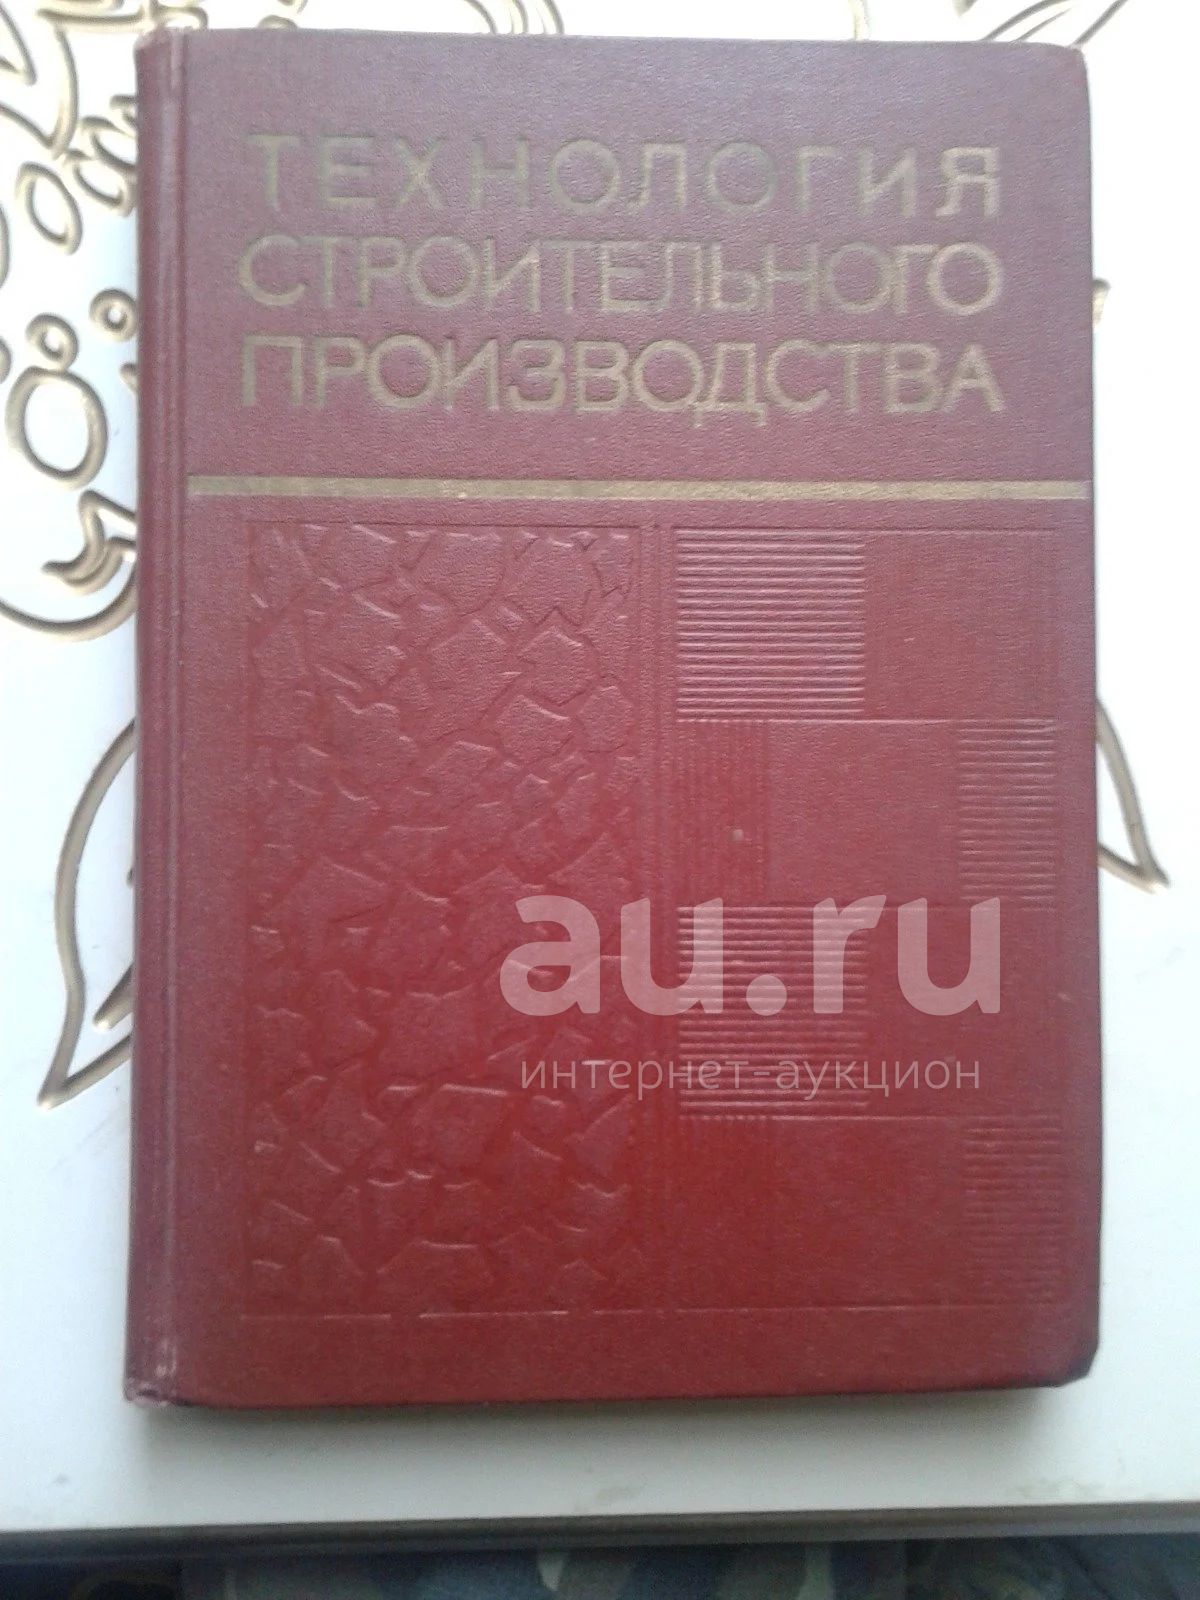 ТЕХНОЛОГИЯ
СТРОИТЕЛЬНОГО
ПРОИЗВОДСТВА
au.ru
интернет-аукцион